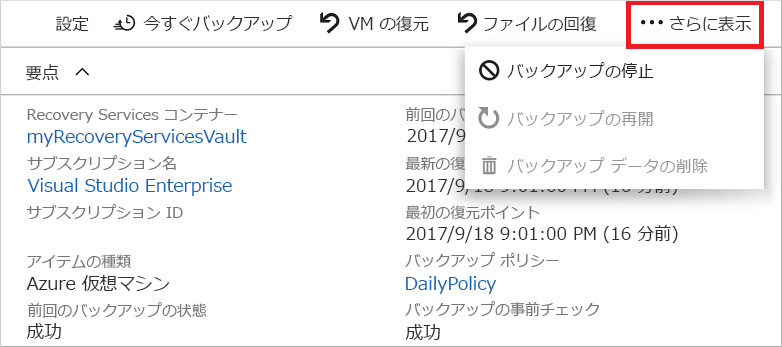 設定 今すぐバックアップ VM の復元 ファイルの回復 ••• さらに表示
要点
バックアップの停止
バックアップの再開
バックアップ データの削除
Recovery Services コンテナー
myRecoveryServicesVault
サブスクリプション名
Visual Studio Enterprise
サブスクリプション ID
アイテムの種類
Azure 仮想マシン
前回のバックアップの状態
成功
前回のバ
2017/9/
最新の復
2017/9/18 9:01:00 PM (16 分前)
最初の復元ポイント
2017/9/18 9:01:00 PM (16 分前)
バックアップ ポリシー
DailyPolicy
バックアップの事前チェック
成功